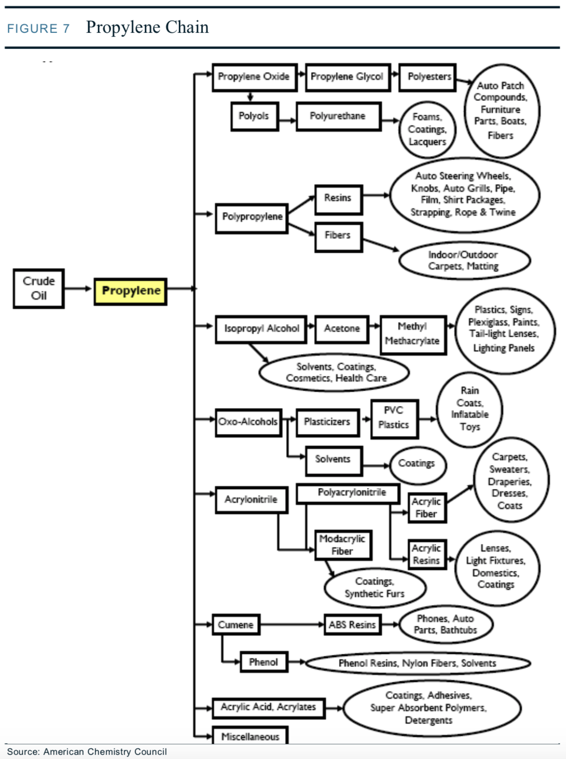 FIGURE 7 Propylene Chain
Propylene Oxide
Propylene Glycol
Polyesters
Auto Patch
Compounds,
Furniture
Parts, Boats,
Fibers
Polyols
Polyurethane
Foams,
Coatings,
Lacquers
Polypropylene
Resins
Auto Steering Wheels,
Knobs, Auto Grills, Pipe,
Film, Shirt Packages,
Strapping, Rope & Twine
Fibers
Indoor/Outdoor
Carpets, Matting
Crude
Oil
Propylene
Isopropyl Alcohol
Acetone
Methyl
Methacrylate
Plastics, Signs,
Plexiglass, Paints,
Tail-light Lenses,
Lighting Panels
Solvents, Coatings,
Cosmetics, Health Care
Oxo-Alcohols
Plasticizers
PVC
Plastics
Rain
Coats,
Inflatable
Toys
Solvents
Coatings
Acrylonitrile
Polyacrylonitrile
Acrylic
Fiber
Carpets,
Sweaters,
Draperies,
Dresses,
Coats
Modacrylic
Fiber
Coatings,
Synthetic Furs
Acrylic
Resins
Lenses,
Light Fixtures,
Domestics,
Coatings
Cumene
ABS Resins
Phones, Auto
Parts, Bathtubs
Phenol
Phenol Resins, Nylon Fibers, Solvents
Acrylic Acid, Acrylates
Coatings, Adhesives,
Super Absorbent Polymers,
Detergents
Miscellaneous
Source: American Chemistry Council